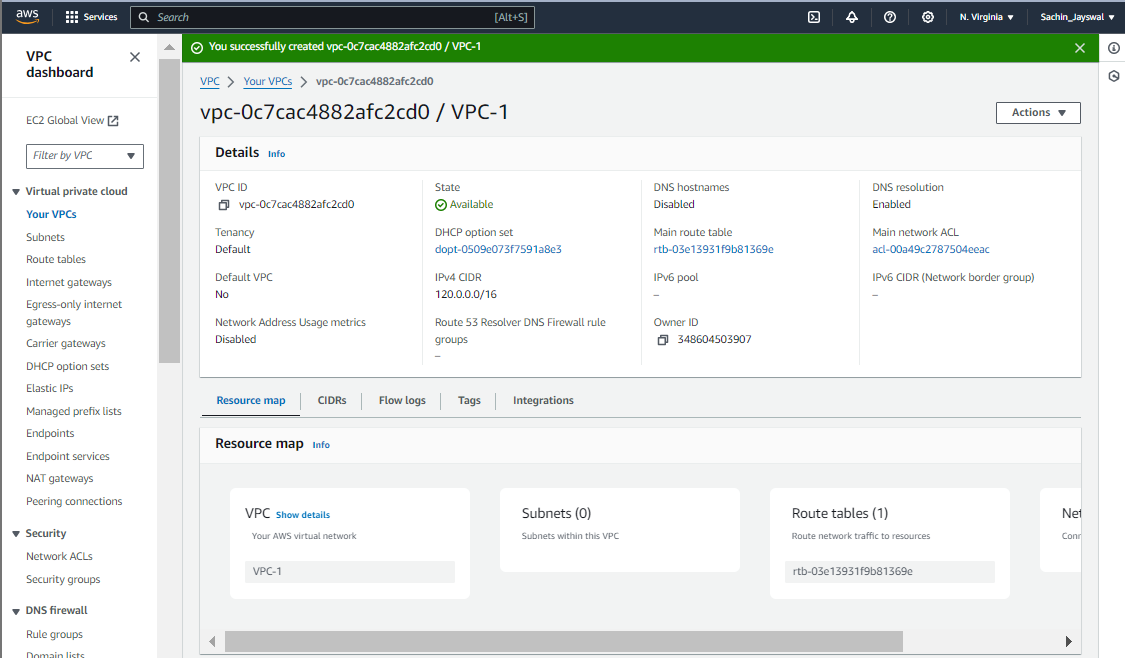 aws
Services
Search
[Alt+S]
N. Virginia
Sachin_Jayswal
VPC
dashboard
EC2 Global View
Filter by VPC
Virtual private cloud
Your VPCs
Subnets
Route tables
Internet gateways
Egress-only internet
gateways
Carrier gateways
DHCP option sets
Elastic IPs
Managed prefix lists
Endpoints
Endpoint services
NAT gateways
Peering connections
Security
Network ACLs
Security groups
DNS firewall
Rule groups
Domain lists
You successfully created vpc-0c7cac4882afc2cd0 / VPC-1
VPC
Your VPCs
vpc-0c7cac4882afc2cd0
vpc-0c7cac4882afc2cd0 / VPC-1
Actions
Details Info
VPC ID
vpc-0c7cac4882afc2cd0
State
Available
DNS hostnames
Disabled
DNS resolution
Enabled
Tenancy
Default
DHCP option set
dopt-0509e073f7591a8e3
Main route table
rtb-03e13931f9b81369e
Main network ACL
acl-00a49c2787504eeac
Default VPC
No
IPv4 CIDR
120.0.0.0/16
IPv6 pool
–
IPv6 CIDR (Network border group)
–
Network Address Usage metrics
Disabled
Route 53 Resolver DNS Firewall rule
groups
–
Owner ID
348604503907
Resource map
CIDRs
Flow logs
Tags
Integrations
Resource map Info
VPC Show details
Your AWS virtual network
VPC-1
Subnets (0)
Subnets within this VPC
Route tables (1)
Route network traffic to resources
rtb-03e13931f9b81369e
Net
Conn